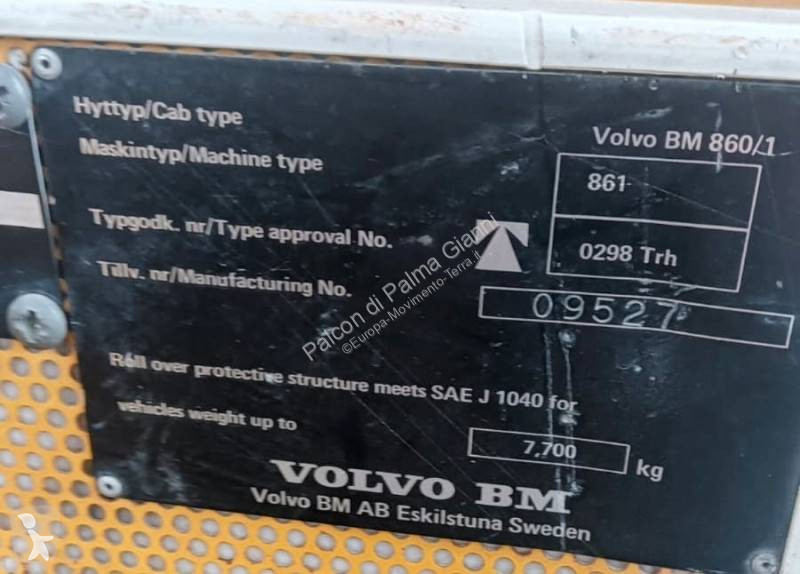 Hyttyp/Cab type
Volvo BM 860/1
Maskintyp/Machine type
861
Typgodk. nr/Type approval No.
0298 Trh
Tillv. nr/Manufacturing No.
09527
Roll over protective structure meets SAE J 1040 for
vehicles weight up to
7,700 kg
VOLVO BM
Volvo BM AB Eskilstuna Sweden
Palcon di Palma Gianni
©Europa-Movimento-Terra.it